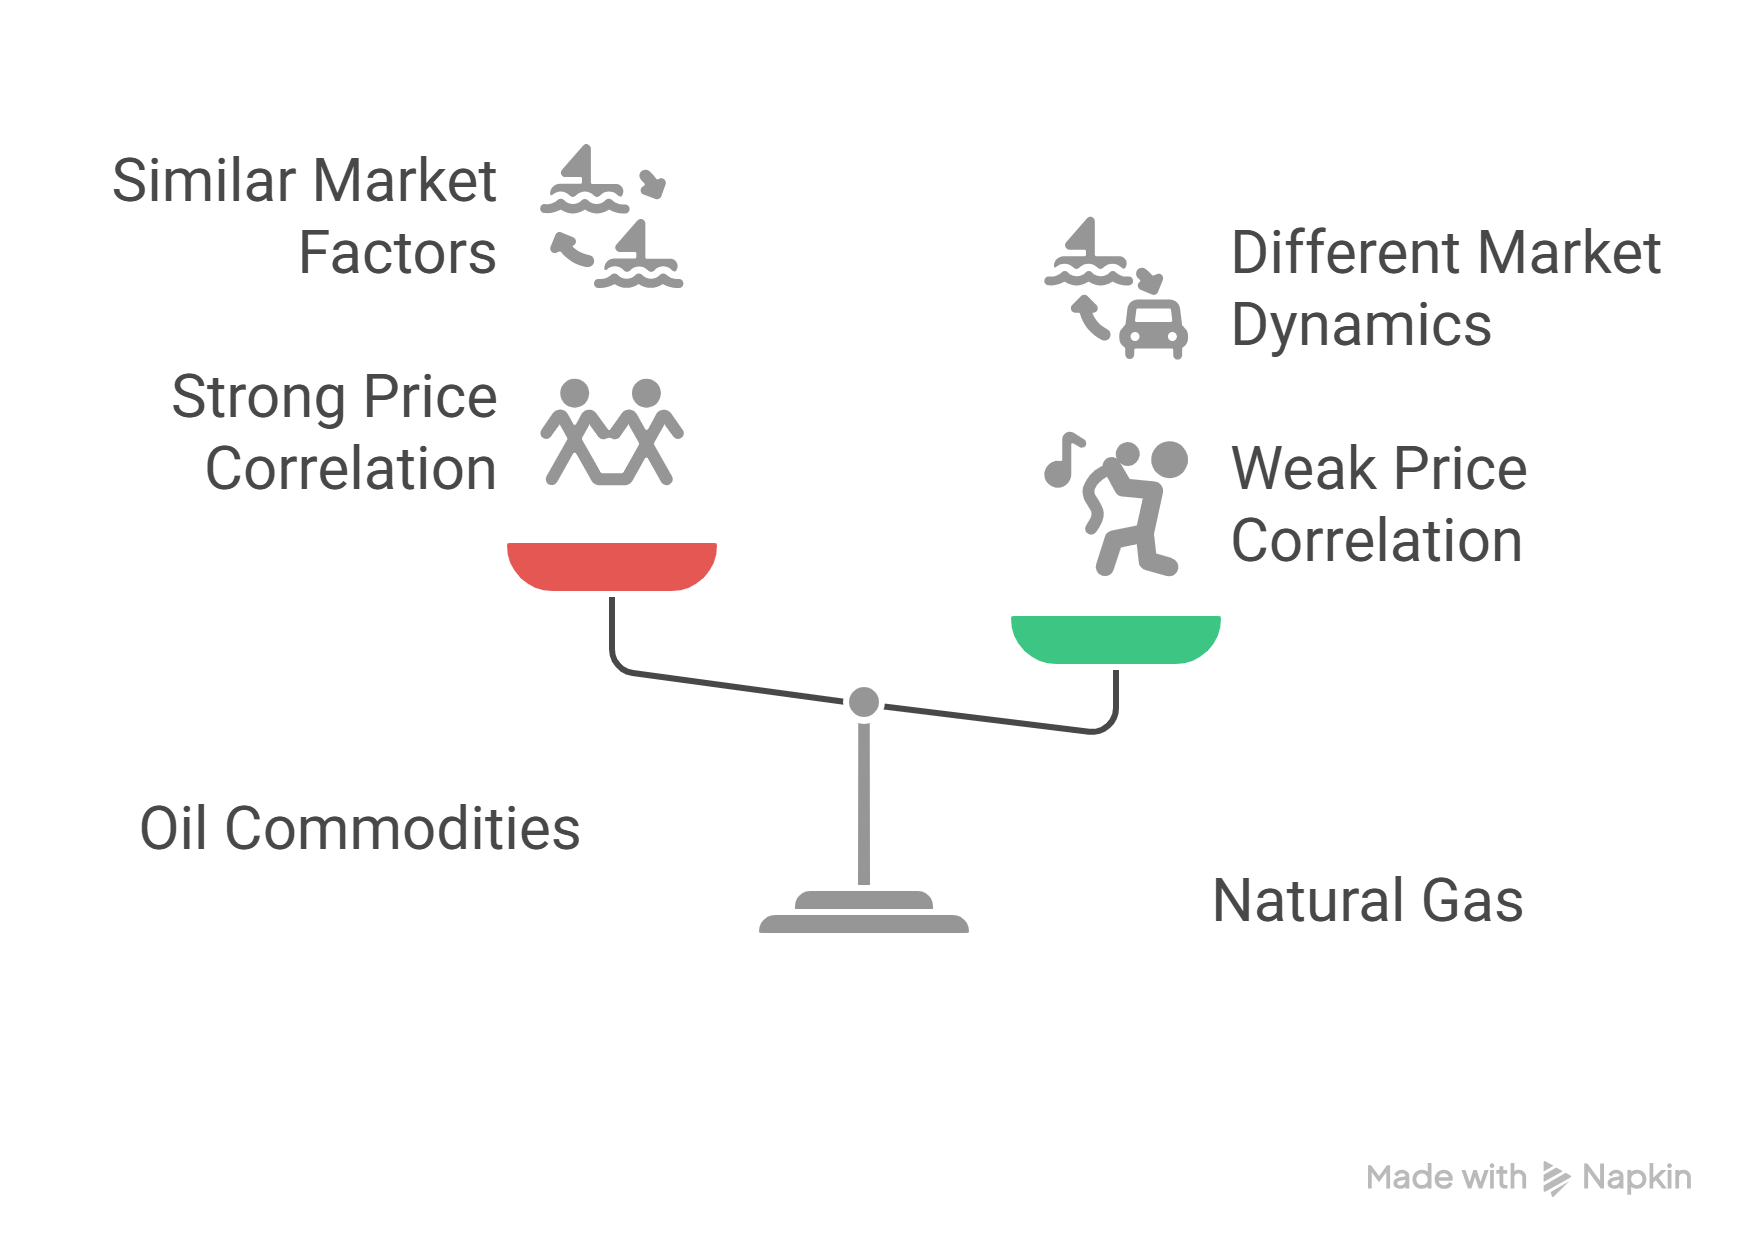 Similar Market
Factors
Strong Price
Correlation
Different Market
Dynamics
Weak Price
Correlation
Oil Commodities
Natural Gas
Made with Napkin